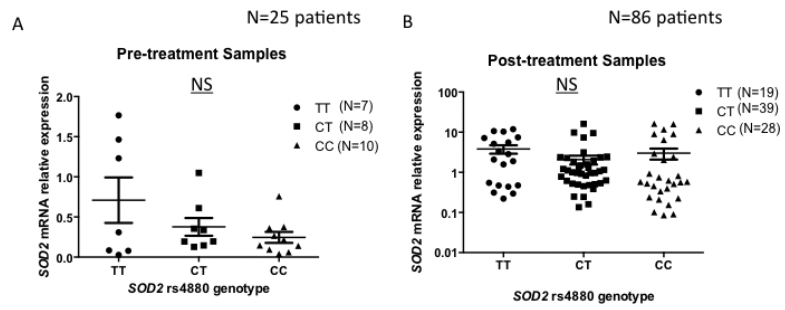 A
N=25 patients
Pre-treatment Samples
NS
SOD2 mRNA relative expression
2.0
1.5
1.0
0.5
0.0
TT (N=7)
CT (N=8)
CC (N=10)
TT CT CC
SOD2 rs4880 genotype
B
N=86 patients
Post-treatment Samples
NS
SOD2 mRNA relative expression
100
10
1
0.1
0.01
TT (N=19)
CT (N=39)
CC (N=28)
TT CT CC
SOD2 rs4880 genotype